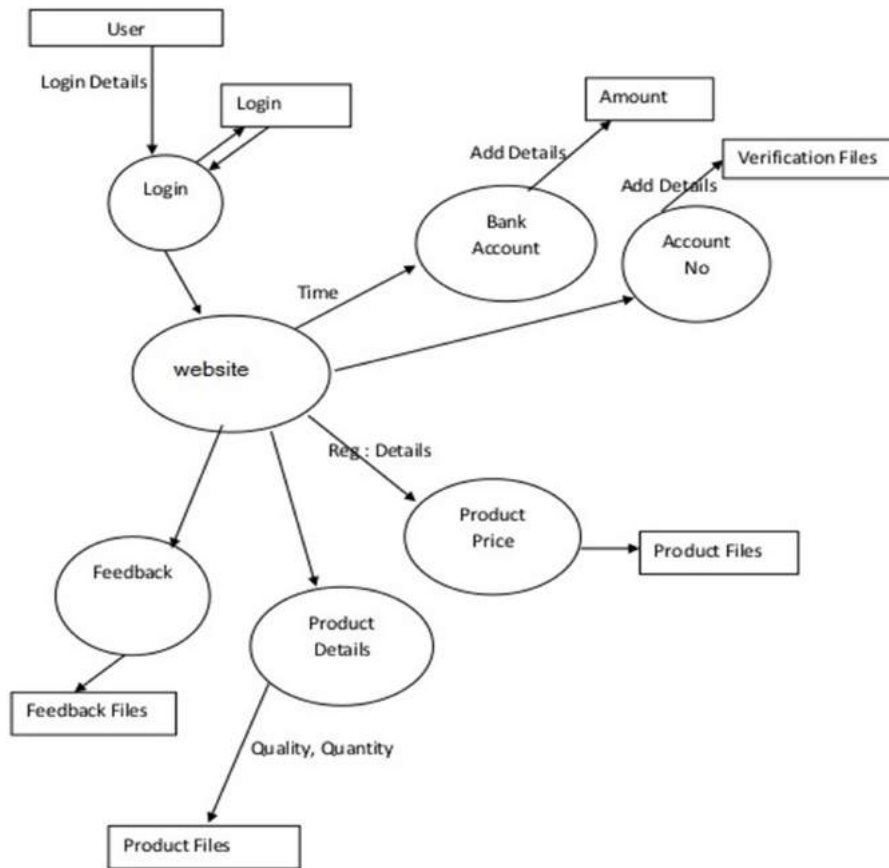 User
Login Details
Login
Amount
Add Details
Verification Files
Add Details
Login
Bank
Account
Account
No
Time
website
Reg : Details
Product
Price
Product Files
Feedback
Product
Details
Feedback Files
Quality, Quantity
Product Files